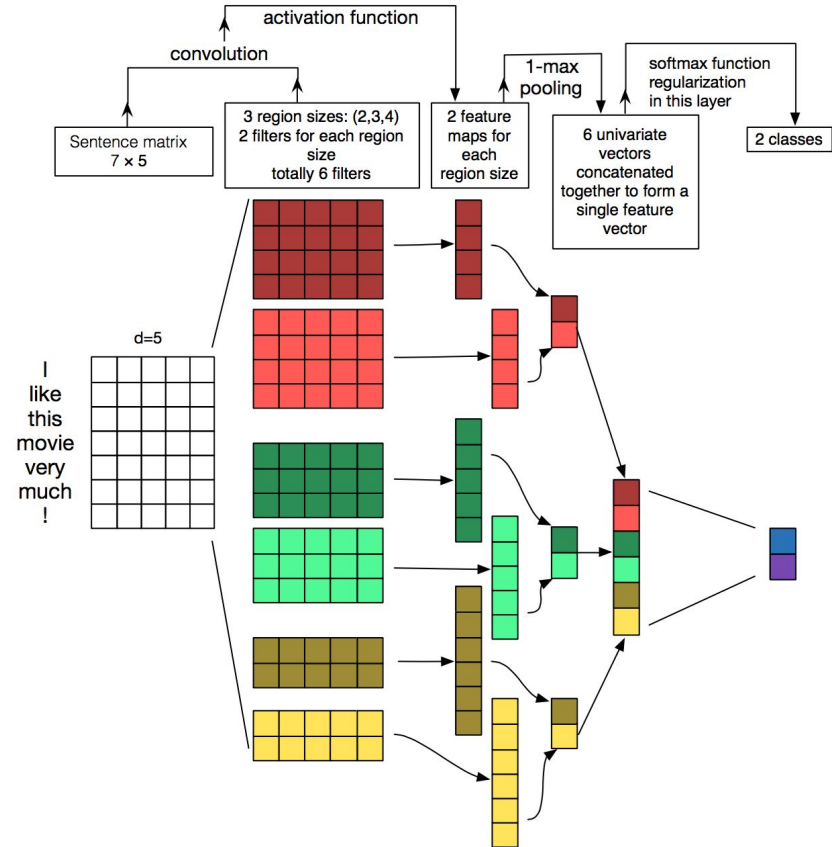 activation function
convolution
1-max
pooling
softmax function
regularization
in this layer
Sentence matrix
7 × 5
3 region sizes: (2,3,4)
2 filters for each region
size
totally 6 filters
2 feature
maps for
each
region size
6 univariate
vectors
concatenated
together to form a
single feature
vector
2 classes
d=5
I
like
this
movie
very
much
!